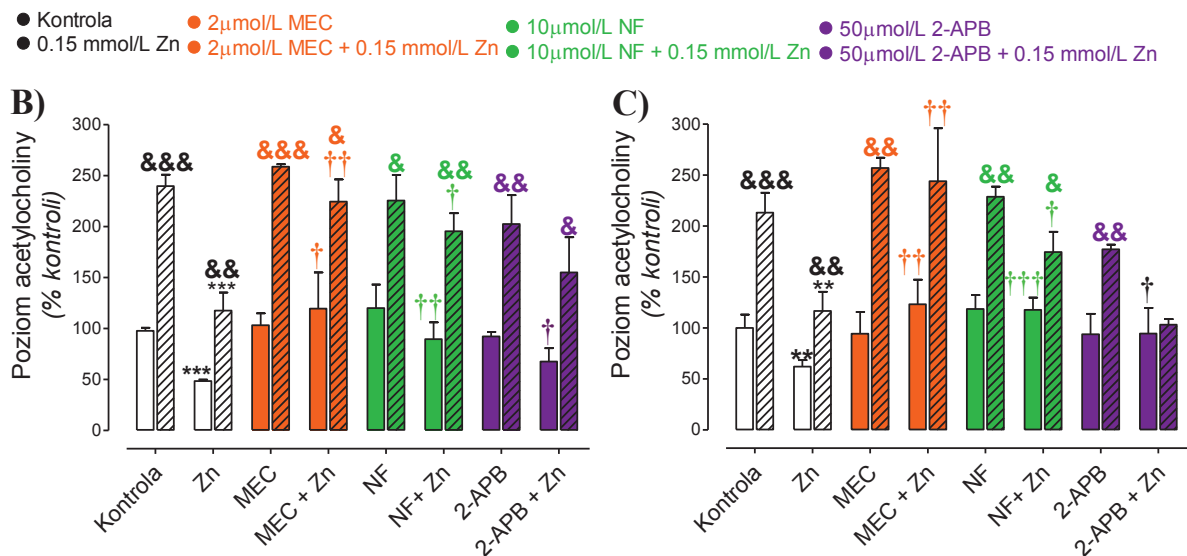 ● Kontrola ● 2μmol/L MEC ● 10μmol/L NF ● 50μmol/L 2-APB
● 0.15 mmol/L Zn ● 2μmol/L MEC + 0.15 mmol/L Zn ● 10μmol/L NF + 0.15 mmol/L Zn ● 50μmol/L 2-APB + 0.15 mmol/L Zn
B)
Poziom acetylocholiny
(% kontroli)
300
250
200
150
100
50
0
&&&
***
&&
***
&&&
†
&
††
&
††
&&
†
&&
†
&
Kontrola
Zn
MEC
MEC + Zn
NF
NF+ Zn
2-APB
2-APB + Zn
C)
Poziom acetylocholiny
(% kontroli)
300
250
200
150
100
50
0
&&&
**
&&
**
&&
††
††
&&
†††
&
†
&&
†
Kontrola
Zn
MEC
MEC + Zn
NF
NF+ Zn
2-APB
2-APB + Zn